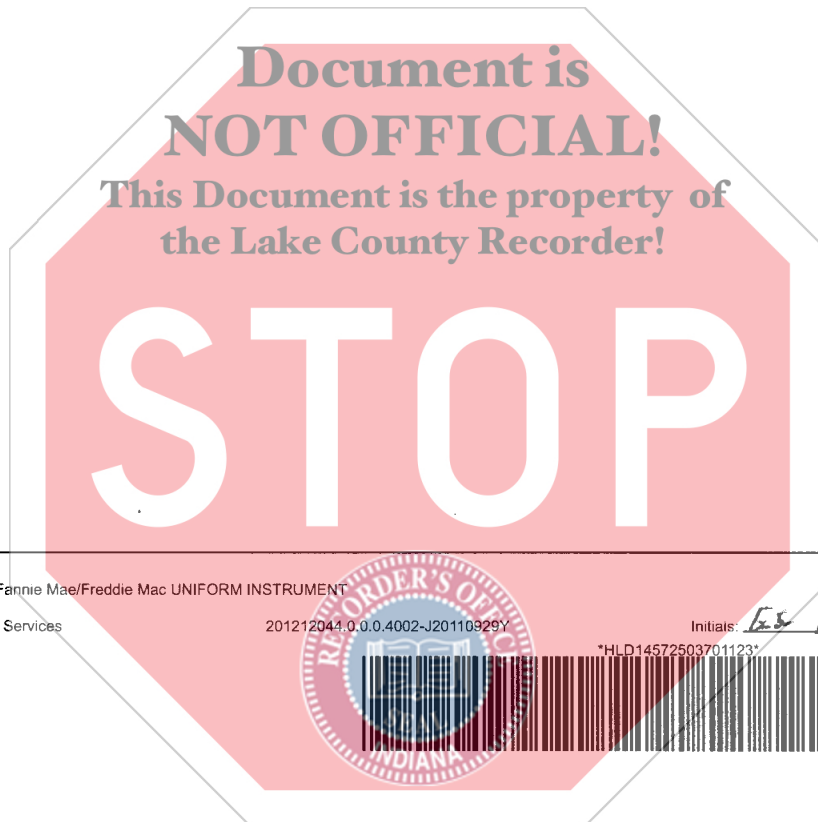 Document is
NOT OFFICIAL!
This Document is the property of
the Lake County Recorder!
STOP
Fannie Mae/Freddie Mac UNIFORM INSTRUMENT
Services
201212044.0.0.0.4002-J20110929Y
Initials:
*HLD14572503701123*
RECORDER'S OFFICE
SEAL
INDIANA